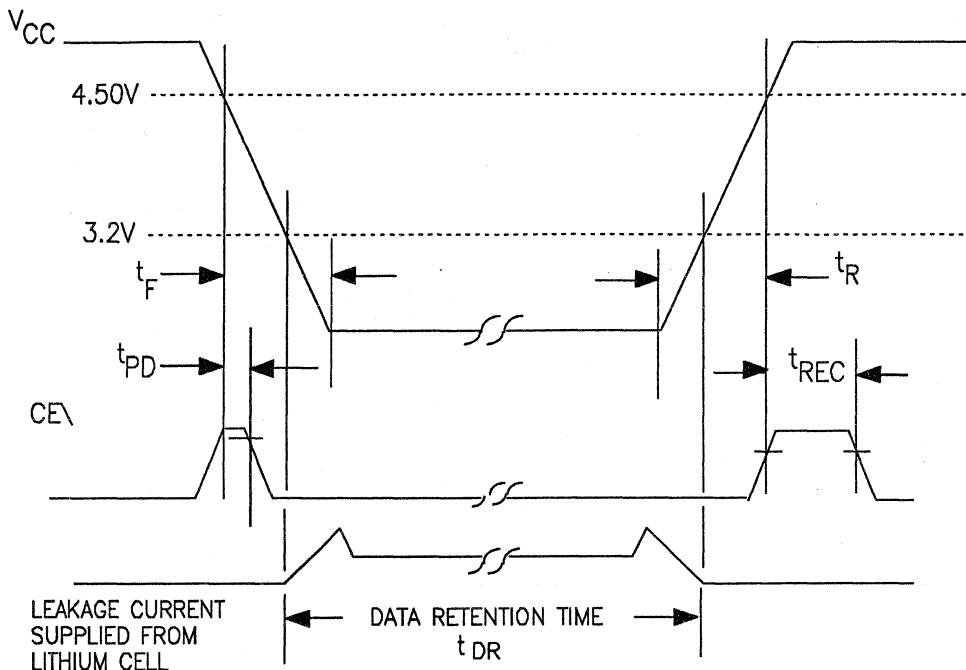 VCC
4.50V
3.2V
tF
tR
tPD
tREC
CE\
LEAKAGE CURRENT
SUPPLIED FROM
LITHIUM CELL
DATA RETENTION TIME
tDR